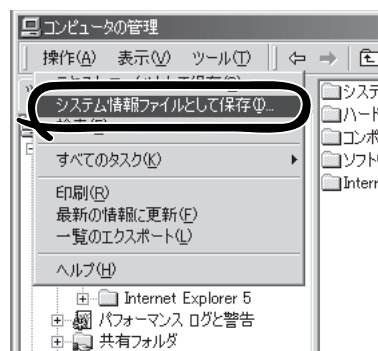 コンピュータの管理
操作(A) 表示(V) ツール(T)
システム情報ファイルとして保存(I)...
すべてのタスク(K)
印刷(R)
最新の情報に更新(F)
一覧のエクスポート(L)
ヘルプ(H)
Internet Explorer 5
パフォーマンス ログと警告
共有フォルダ
システ
ハード
コンポ
ソフト
Intern